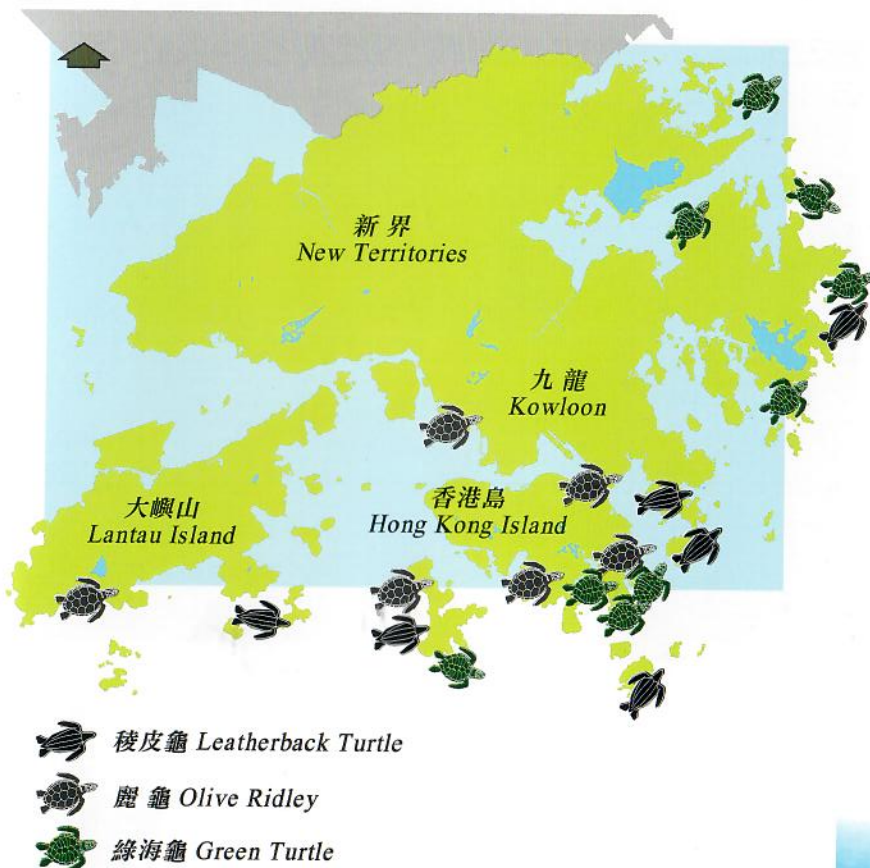 新界
New Territories
九龍
Kowloon
大嶼山
Lantau Island
香港島
Hong Kong Island
稜皮龜 Leatherback Turtle
麗龜 Olive Ridley
綠海龜 Green Turtle